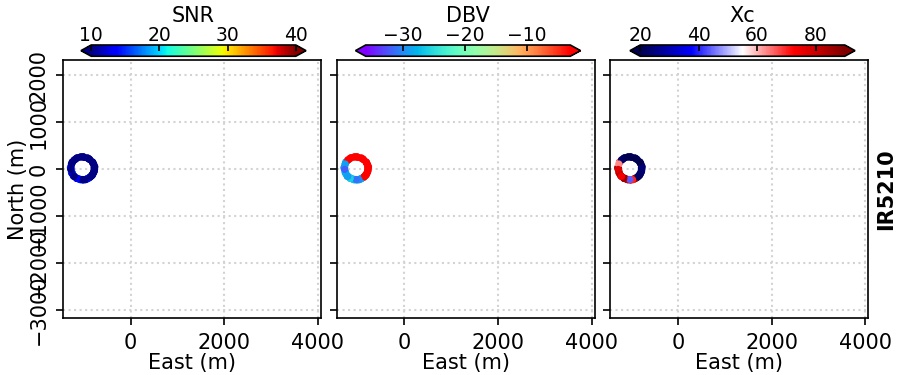 SNR DBV Xc
10 20 30 40 −30 −20 −10 20 40 60 80
2000
1000
0
−1000
−2000
−3000
North (m)
IR5210
0 2000 4000 0 2000 4000 0 2000 4000
East (m) East (m) East (m)